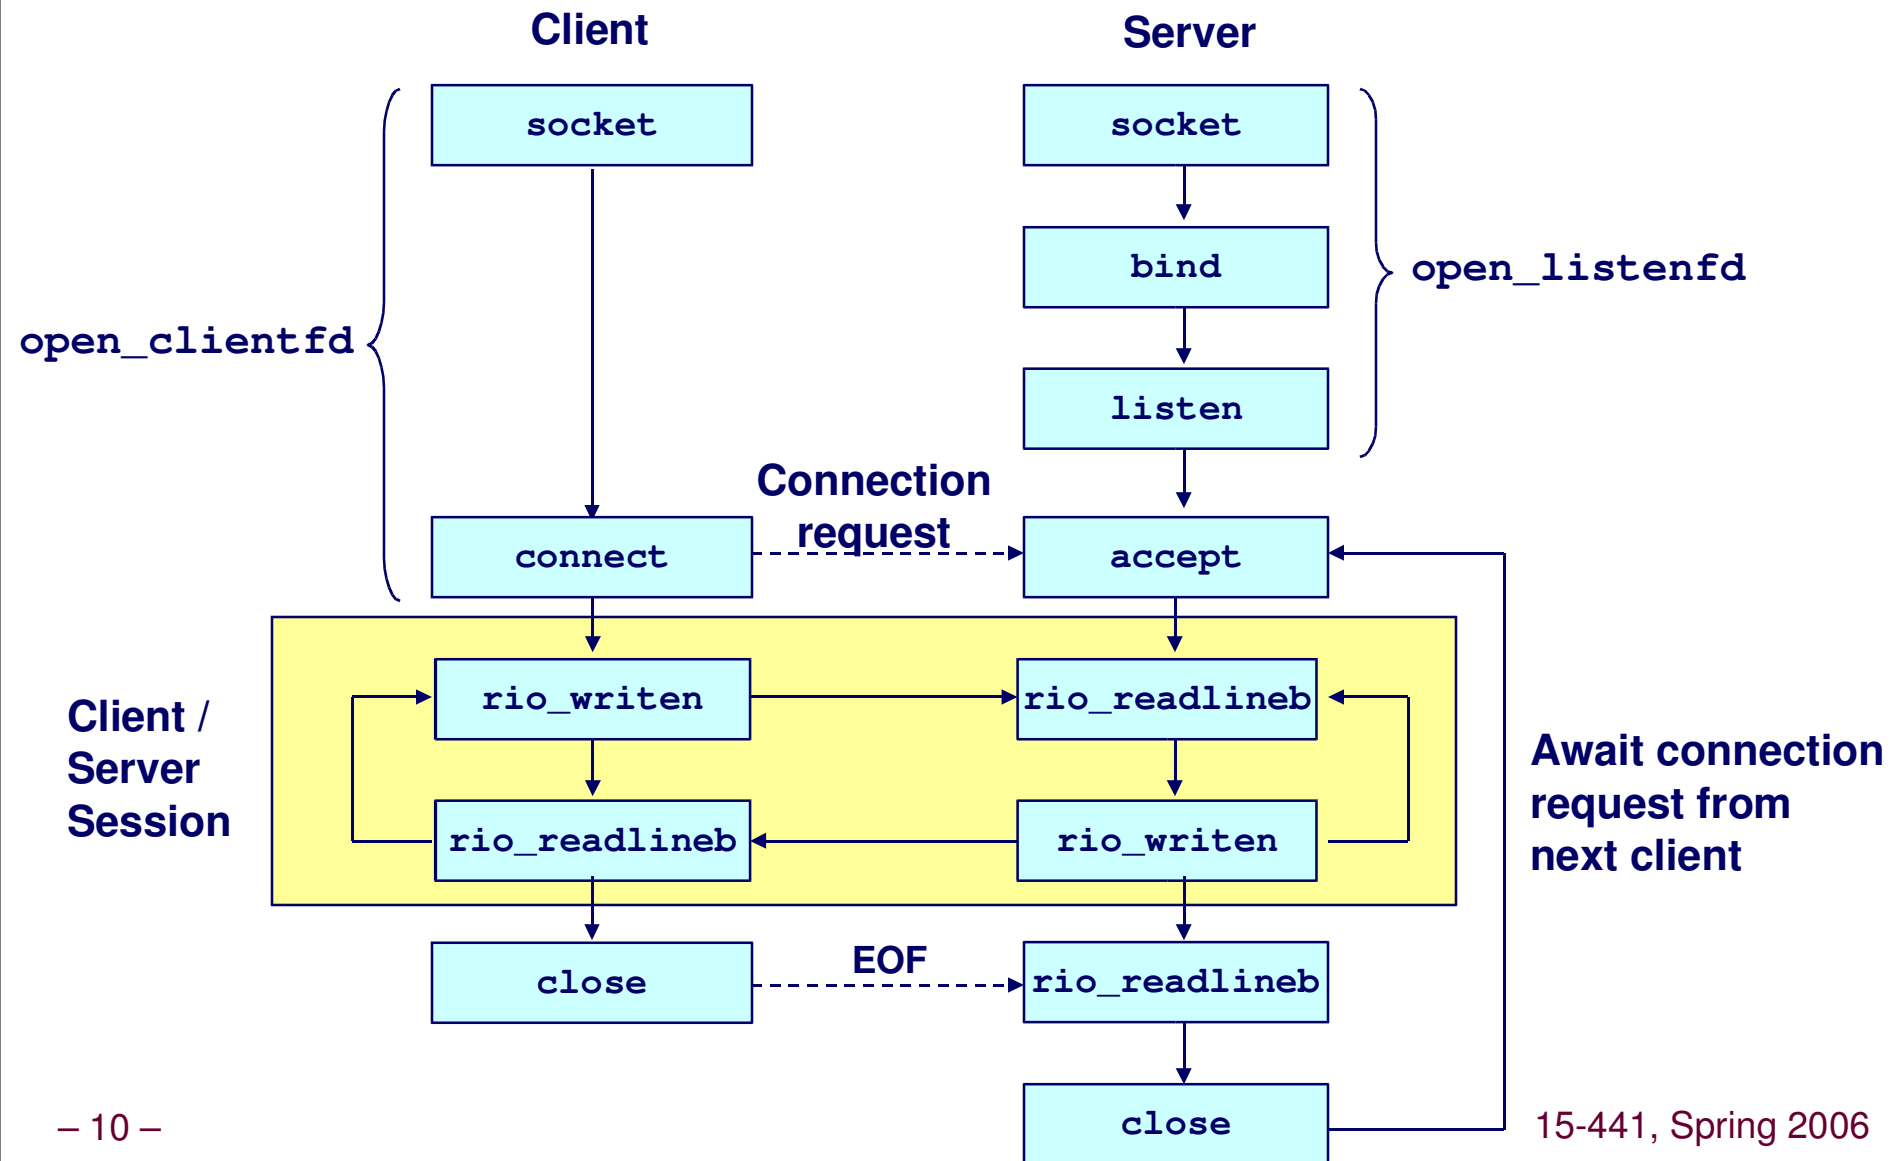 Client
Server
socket
socket
bind
open_listenfd
open_clientfd
listen
Connection
request
connect
accept
Client /
Server
Session
rio_writen
rio_readlineb
Await connection
request from
next client
rio_readlineb
rio_writen
close
EOF
rio_readlineb
close
– 10 –
15-441, Spring 2006